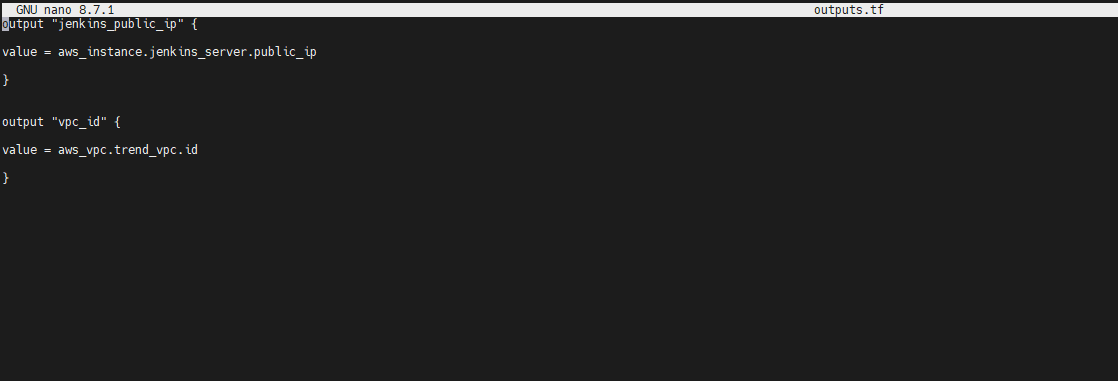 GNU nano 8.7.1 outputs.tf
output "jenkins_public_ip" {
value = aws_instance.jenkins_server.public_ip
}
output "vpc_id" {
value = aws_vpc.trend_vpc.id
}